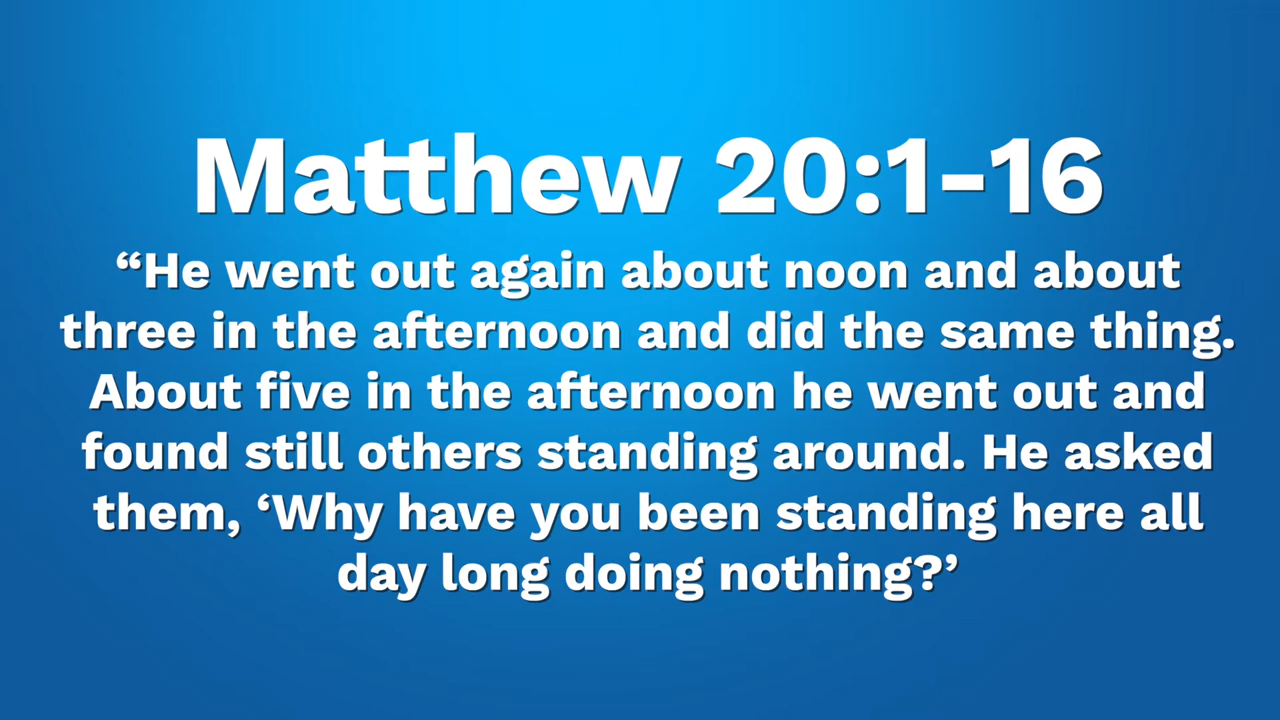 Matthew 20:1-16
“He went out again about noon and about
three in the afternoon and did the same thing.
About five in the afternoon he went out and
found still others standing around. He asked
them, ‘Why have you been standing here all
day long doing nothing?’